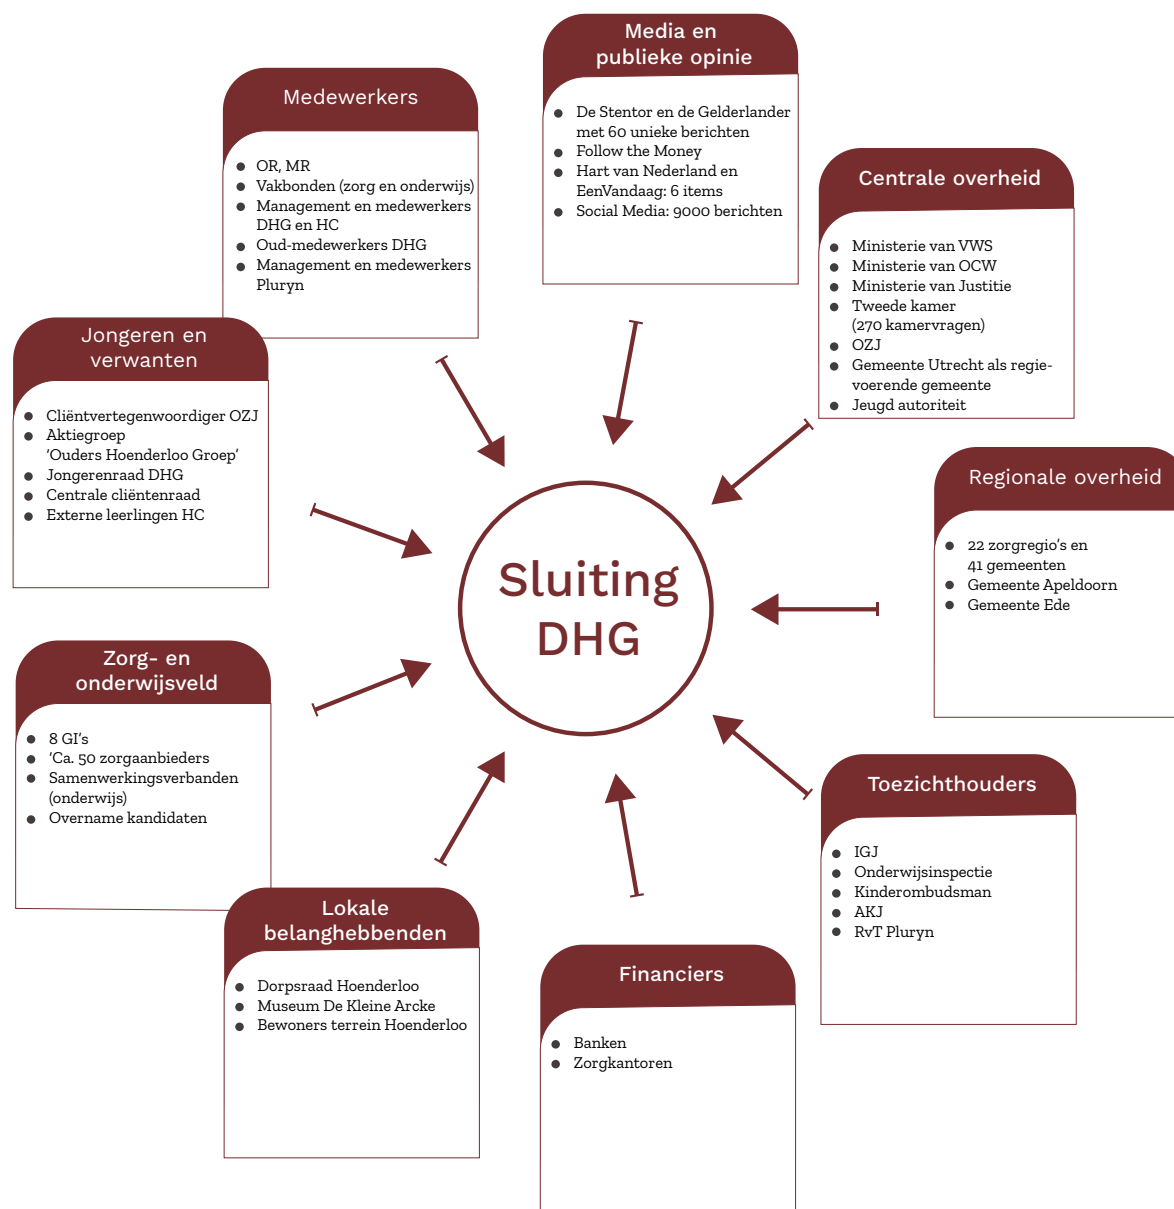 Media en
publieke opinie
De Stentor en de Gelderlander
met 60 unieke berichten
Follow the Money
Hart van Nederland en
EenVandaag: 6 items
Social Media: 9000 berichten
Medewerkers
OR, MR
Vakbonden (zorg en onderwijs)
Management en medewerkers
DHG en HC
Oud-medewerkers DHG
Management en medewerkers
Pluryn
Centrale overheid
Ministerie van VWS
Ministerie van OCW
Ministerie van Justitie
Tweede kamer
(270 kamervragen)
OZJ
Gemeente Utrecht als regie-
voerende gemeente
Jeugd autoriteit
Jongeren en
verwanten
Cliëntvertegenwoordiger OZJ
Aktiegroep
‘Ouders Hoenderloo Groep‘
Jongerenraad DHG
Centrale cliëntenraad
Externe leerlingen HC
Regionale overheid
22 zorgregio's en
41 gemeenten
Gemeente Apeldoorn
Gemeente Ede
Sluiting
DHG
Zorg- en
onderwijsveld
8 GI's
‘Ca. 50 zorgaanbieders
Samenwerkingsverbanden
(onderwijs)
Overname kandidaten
Toezichthouders
IGJ
Onderwijsinspectie
Kinderombudsman
AKJ
RvT Pluryn
Lokale
belanghebbenden
Dorpsraad Hoenderloo
Museum De Kleine Arcke
Bewoners terrein Hoenderloo
Financiers
Banken
Zorgkantoren